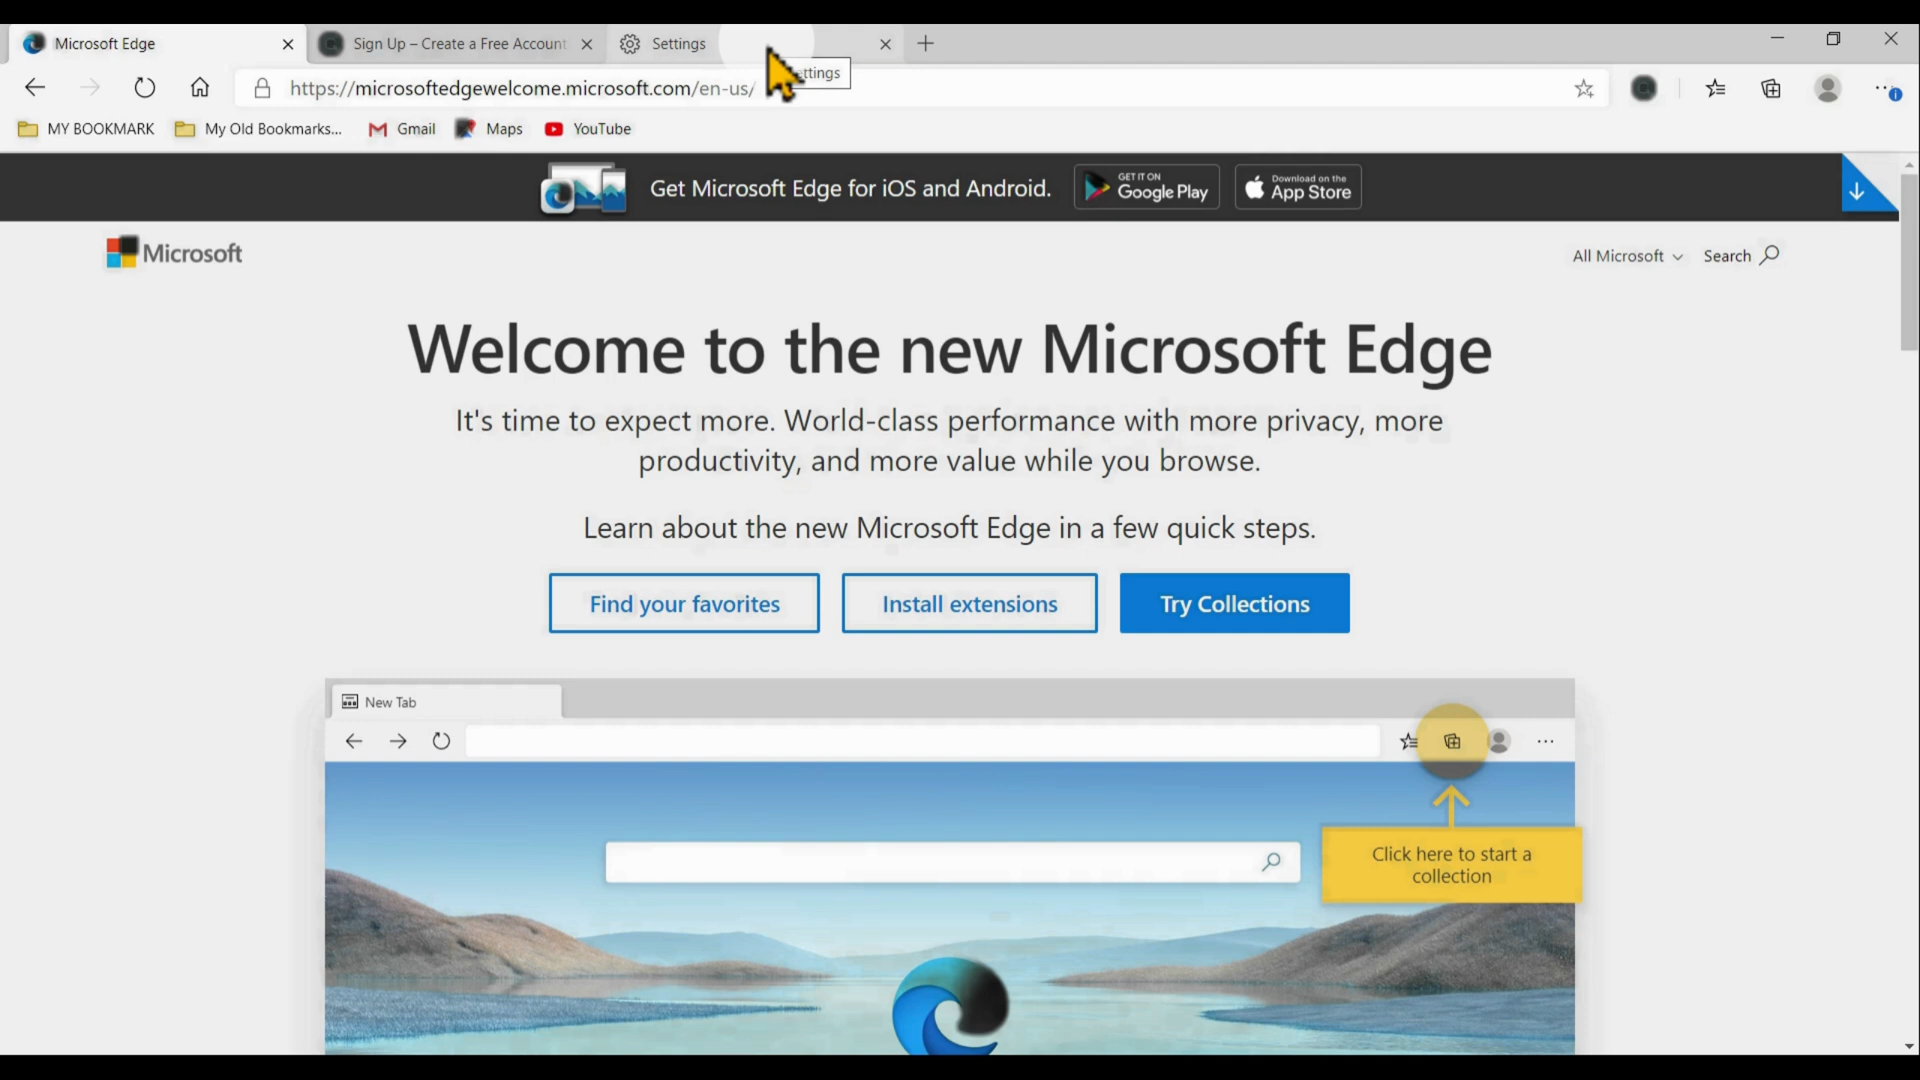 Microsoft Edge
Sign Up – Create a Free Account
Settings
ttings
https://microsoftedgewelcome.microsoft.com/en-us/
MY BOOKMARK
My Old Bookmarks...
Gmail
Maps
YouTube
Get Microsoft Edge for iOS and Android.
GET IT ON
Google Play
Download on the
App Store
Microsoft
All Microsoft
Search
Welcome to the new Microsoft Edge
It's time to expect more. World-class performance with more privacy, more
productivity, and more value while you browse.
Learn about the new Microsoft Edge in a few quick steps.
Find your favorites
Install extensions
Try Collections
New Tab
Click here to start a
collection